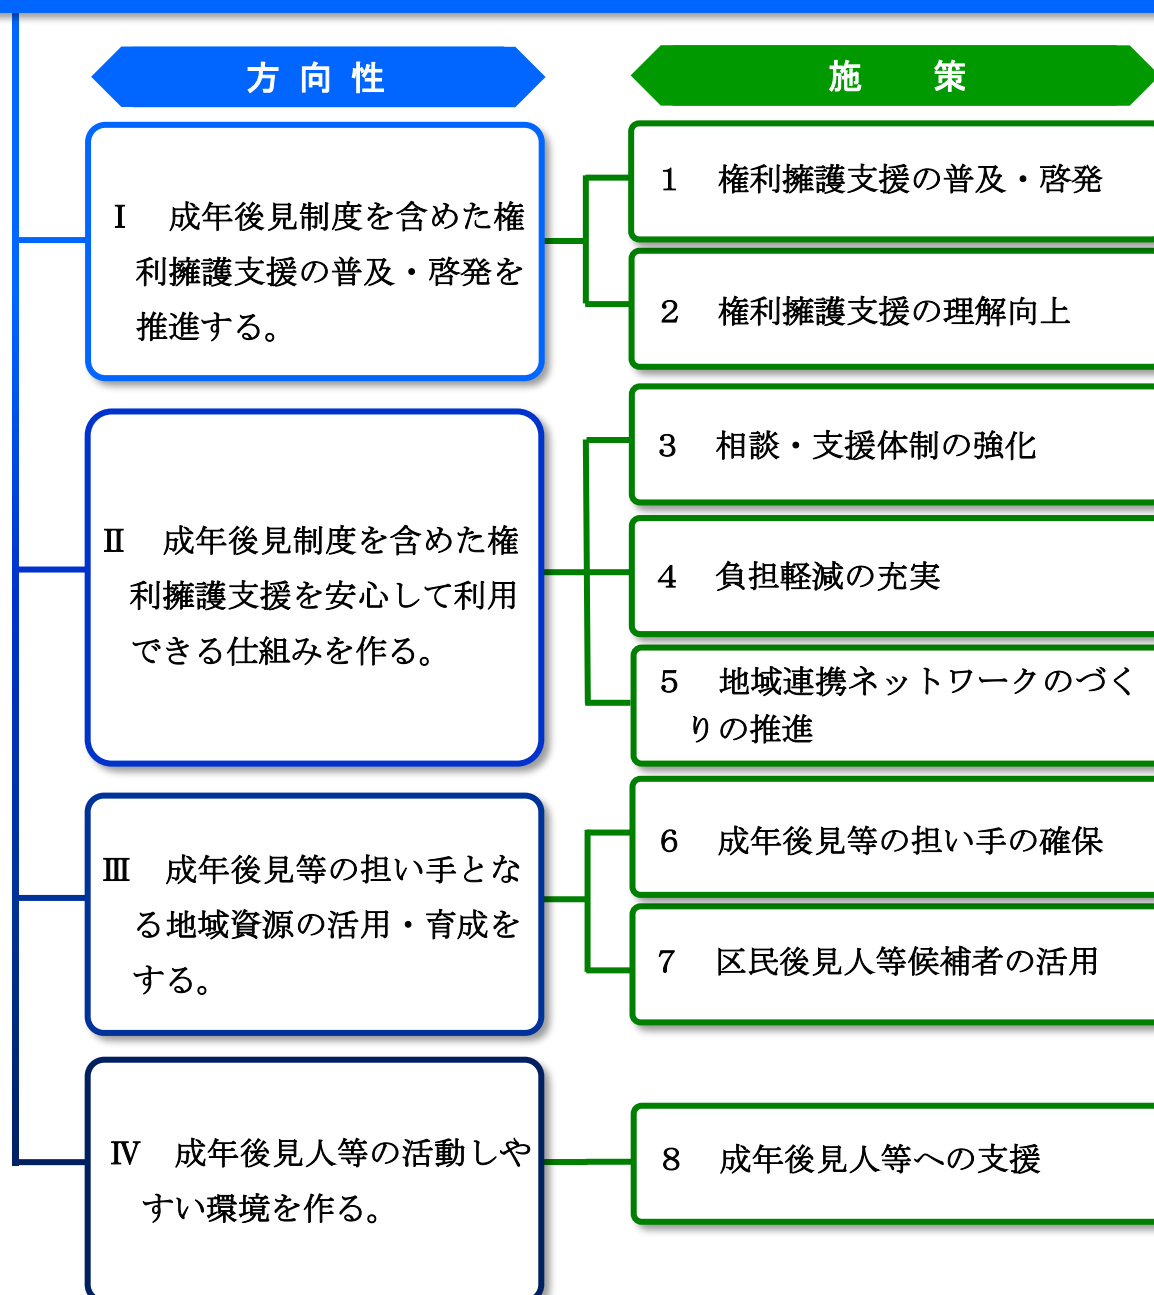 方向性
施　策
Ⅰ　成年後見制度を含めた権
利擁護支援の普及・啓発を
推進する。
1　権利擁護支援の普及・啓発
2　権利擁護支援の理解向上
Ⅱ　成年後見制度を含めた権
利擁護支援を安心して利用
できる仕組みを作る。
3　相談・支援体制の強化
4　負担軽減の充実
5　地域連携ネットワークのづく
りの推進
Ⅲ　成年後見等の担い手とな
る地域資源の活用・育成を
する。
6　成年後見等の担い手の確保
7　区民後見人等候補者の活用
Ⅳ　成年後見人等の活動しや
すい環境を作る。
8　成年後見人等への支援